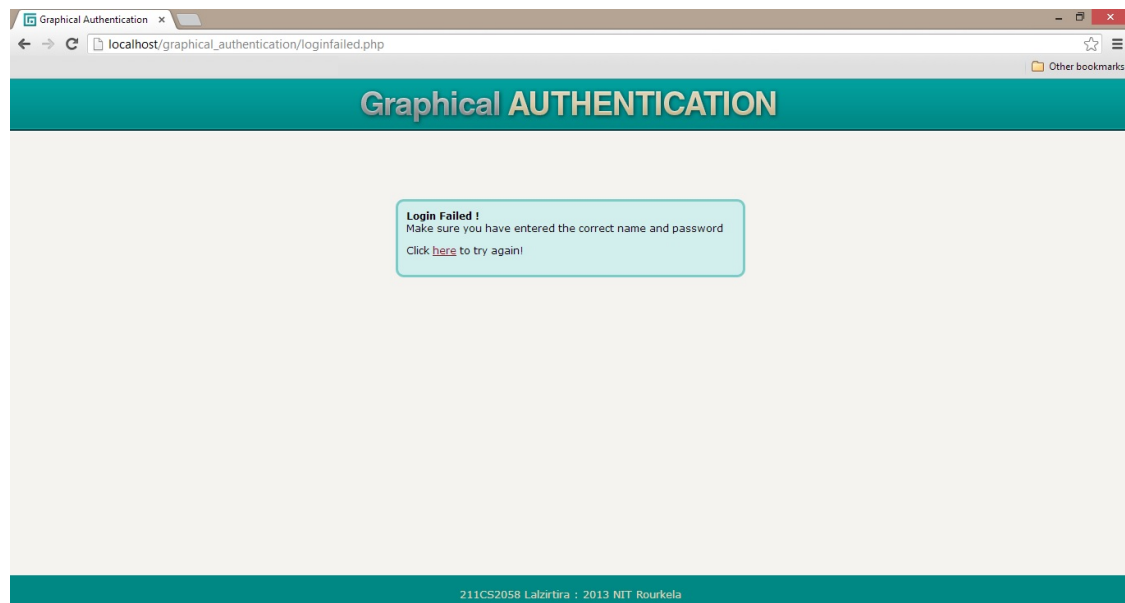 Graphical Authentication
localhost/graphical_authentication/loginfailed.php
Other bookmarks
Graphical AUTHENTICATION
Login Failed !
Make sure you have entered the correct name and password
Click here to try again!
211CS2058 Lalzirtira : 2013 NIT Rourkela